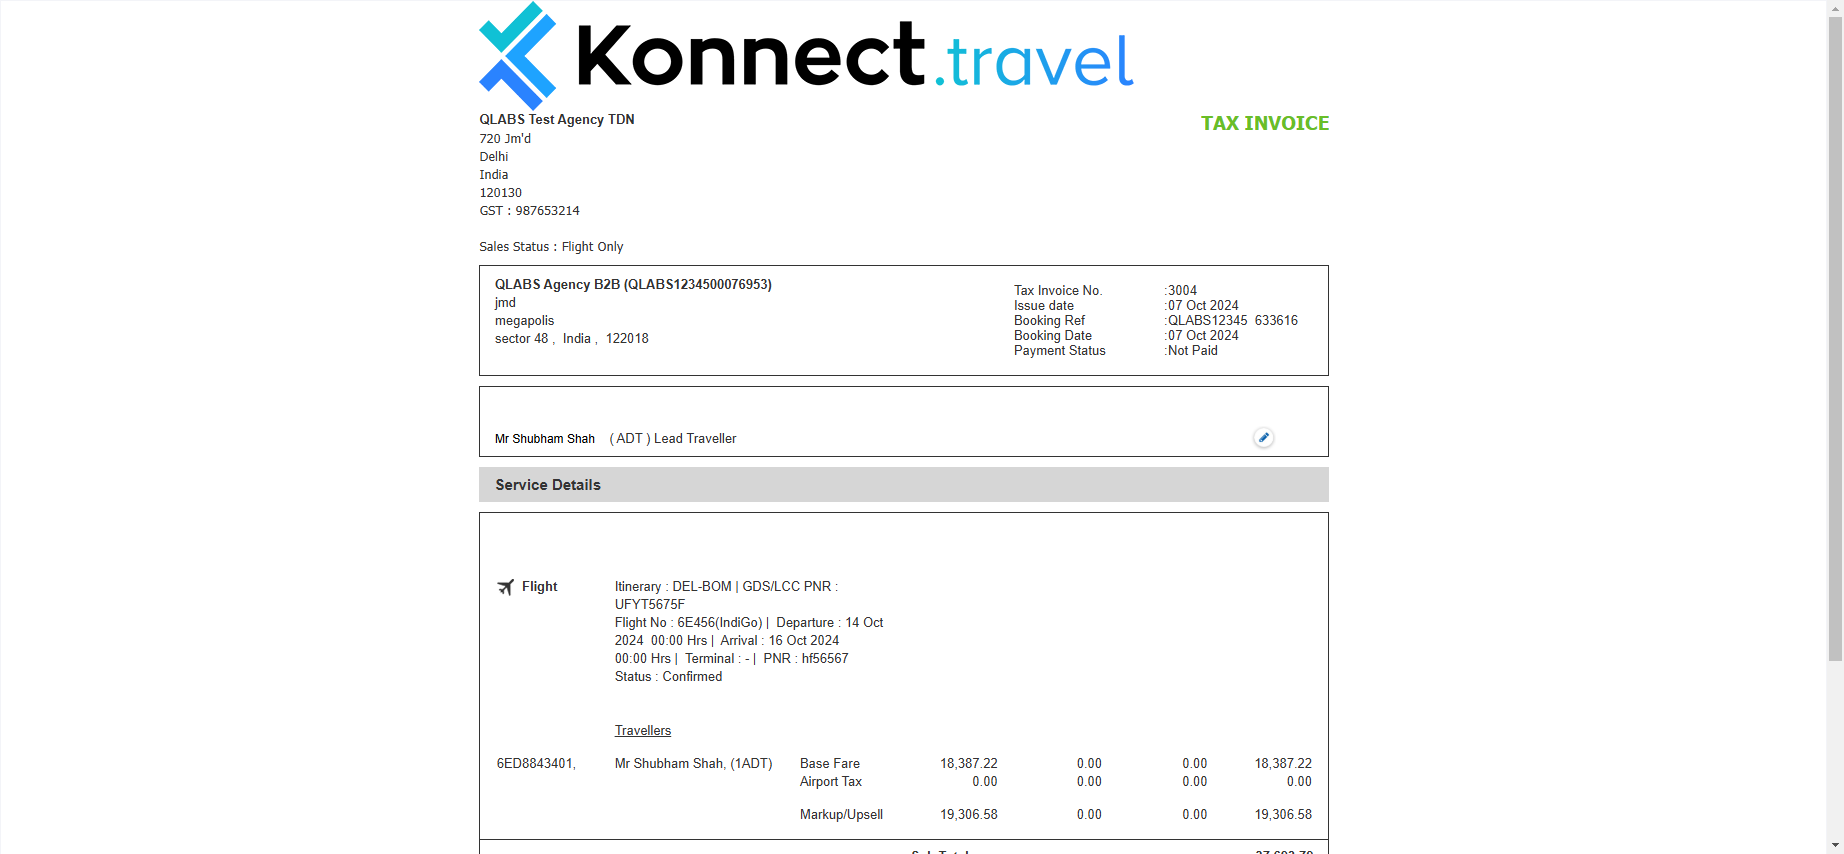 Konnect.travel
QLABS Test Agency TDN
TAX INVOICE
720 Jm'd
Delhi
India
120130
GST : 987653214
Sales Status : Flight Only
QLABS Agency B2B (QLABS1234500076953)
jmd
megapolis
sector 48 , India , 122018
Tax Invoice No. :3004
Issue date :07 Oct 2024
Booking Ref :QLABS12345 633616
Booking Date :07 Oct 2024
Payment Status :Not Paid
Mr Shubham Shah ( ADT ) Lead Traveller
Service Details
Flight
Itinerary : DEL-BOM | GDS/LCC PNR :
UFYT5675F
Flight No : 6E456(IndiGo) | Departure : 14 Oct
2024 00:00 Hrs | Arrival : 16 Oct 2024
00:00 Hrs | Terminal : - | PNR : hf56567
Status : Confirmed
Travellers
6ED8843401, Mr Shubham Shah, (1ADT) Base Fare 18,387.22 0.00 0.00 18,387.22
Airport Tax 0.00 0.00 0.00 0.00
Markup/Upsell 19,306.58 0.00 0.00 19,306.58